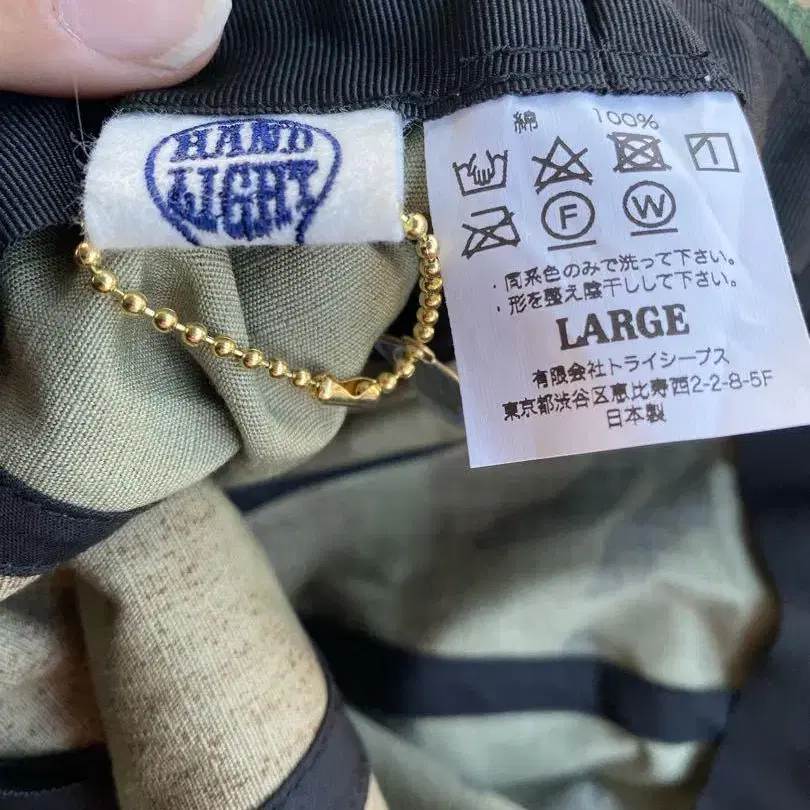 HAND
LIGHT
綿 100%
F W
・同系色のみで洗って下さい。
・形を整え陰干しして下さい。
LARGE
有限会社トライシープス
東京都渋谷区恵比寿西2-2-8-5F
日本製